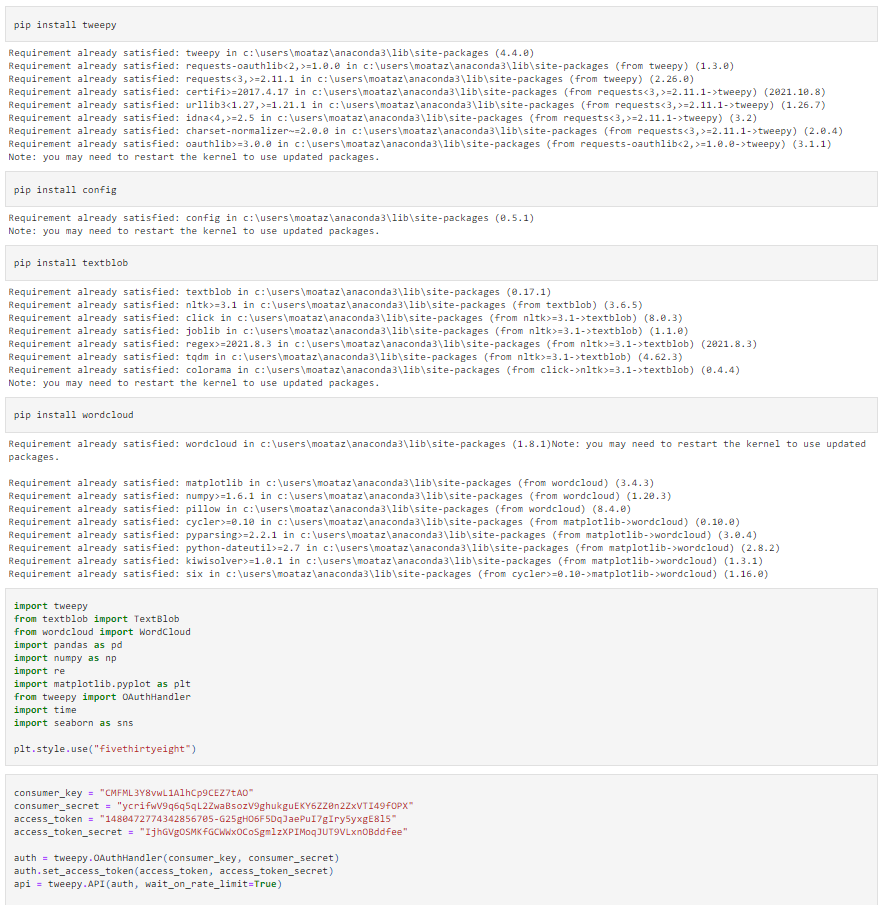 pip install tweepy
Requirement already satisfied: tweepy in c:\users\moataz\anaconda3\lib\site-packages (4.4.0)
Requirement already satisfied: requests-oauthlib<2,>=1.0.0 in c:\users\moataz\anaconda3\lib\site-packages (from tweepy) (1.3.0)
Requirement already satisfied: requests<3,>=2.11.1 in c:\users\moataz\anaconda3\lib\site-packages (from tweepy) (2.26.0)
Requirement already satisfied: certifi>=2017.4.17 in c:\users\moataz\anaconda3\lib\site-packages (from requests<3,>=2.11.1->tweepy) (2021.10.8)
Requirement already satisfied: urllib3<1.27,>=1.21.1 in c:\users\moataz\anaconda3\lib\site-packages (from requests<3,>=2.11.1->tweepy) (1.26.7)
Requirement already satisfied: idna<4,>=2.5 in c:\users\moataz\anaconda3\lib\site-packages (from requests<3,>=2.11.1->tweepy) (3.2)
Requirement already satisfied: charset-normalizer~=2.0.0 in c:\users\moataz\anaconda3\lib\site-packages (from requests<3,>=2.11.1->tweepy) (2.0.4)
Requirement already satisfied: oauthlib>=3.0.0 in c:\users\moataz\anaconda3\lib\site-packages (from requests-oauthlib<2,>=1.0.0->tweepy) (3.1.1)
Note: you may need to restart the kernel to use updated packages.
pip install config
Requirement already satisfied: config in c:\users\moataz\anaconda3\lib\site-packages (0.5.1)
Note: you may need to restart the kernel to use updated packages.
pip install textblob
Requirement already satisfied: textblob in c:\users\moataz\anaconda3\lib\site-packages (0.17.1)
Requirement already satisfied: nltk>=3.1 in c:\users\moataz\anaconda3\lib\site-packages (from textblob) (3.6.5)
Requirement already satisfied: click in c:\users\moataz\anaconda3\lib\site-packages (from nltk>=3.1->textblob) (8.0.3)
Requirement already satisfied: joblib in c:\users\moataz\anaconda3\lib\site-packages (from nltk>=3.1->textblob) (1.1.0)
Requirement already satisfied: regex>=2021.8.3 in c:\users\moataz\anaconda3\lib\site-packages (from nltk>=3.1->textblob) (2021.8.3)
Requirement already satisfied: tqdm in c:\users\moataz\anaconda3\lib\site-packages (from nltk>=3.1->textblob) (4.62.3)
Requirement already satisfied: colorama in c:\users\moataz\anaconda3\lib\site-packages (from click->nltk>=3.1->textblob) (0.4.4)
Note: you may need to restart the kernel to use updated packages.
pip install wordcloud
Requirement already satisfied: wordcloud in c:\users\moataz\anaconda3\lib\site-packages (1.8.1)Note: you may need to restart the kernel to use updated
packages.
Requirement already satisfied: matplotlib in c:\users\moataz\anaconda3\lib\site-packages (from wordcloud) (3.4.3)
Requirement already satisfied: numpy>=1.6.1 in c:\users\moataz\anaconda3\lib\site-packages (from wordcloud) (1.20.3)
Requirement already satisfied: pillow in c:\users\moataz\anaconda3\lib\site-packages (from wordcloud) (8.4.0)
Requirement already satisfied: cycler>=0.10 in c:\users\moataz\anaconda3\lib\site-packages (from matplotlib->wordcloud) (0.10.0)
Requirement already satisfied: pyparsing>=2.2.1 in c:\users\moataz\anaconda3\lib\site-packages (from matplotlib->wordcloud) (3.0.4)
Requirement already satisfied: python-dateutil>=2.7 in c:\users\moataz\anaconda3\lib\site-packages (from matplotlib->wordcloud) (2.8.2)
Requirement already satisfied: kiwisolver>=1.0.1 in c:\users\moataz\anaconda3\lib\site-packages (from matplotlib->wordcloud) (1.3.1)
Requirement already satisfied: six in c:\users\moataz\anaconda3\lib\site-packages (from cycler>=0.10->matplotlib->wordcloud) (1.16.0)
import tweepy
from textblob import TextBlob
from wordcloud import WordCloud
import pandas as pd
import numpy as np
import re
import matplotlib.pyplot as plt
from tweepy import OAuthHandler
import time
import seaborn as sns
plt.style.use("fivethirtyeight")
consumer_key = "CMFML3Y8vwL1AlhCp9CEZ7tAO"
consumer_secret = "ycrifwV9q6q5qL2ZwaBsozV9ghukguEKY6ZZ0n2ZxVTI49fOPX"
access_token = "1480472774342856705-G25gHO6F5DqJaePuI7gIry5yxgE8l5"
access_token_secret = "IjhGVgOSMKfGCWWxOCoSgmlzXPIMoqJUT9VLxnOBddfee"
auth = tweepy.OAuthHandler(consumer_key, consumer_secret)
auth.set_access_token(access_token, access_token_secret)
api = tweepy.API(auth, wait_on_rate_limit=True)